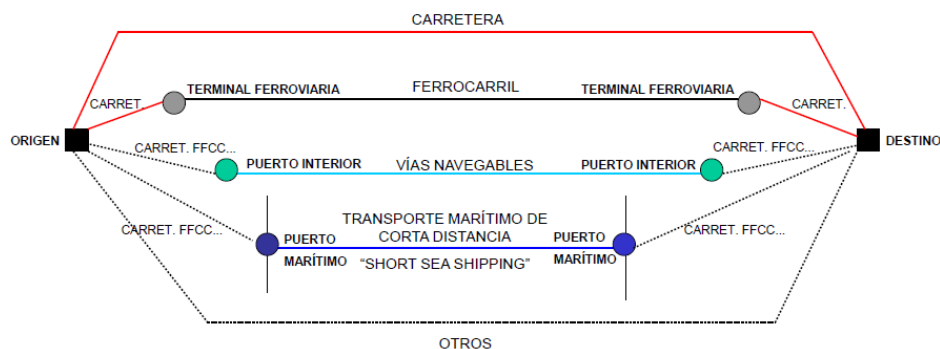 CARRETERA
TERMINAL FERROVIARIA
FERROCARRIL
TERMINAL FERROVIARIA
CARRET.
CARRET.
ORIGEN
DESTINO
CARRET. FFCC...
CARRET. FFCC...
PUERTO INTERIOR
VÍAS NAVEGABLES
PUERTO INTERIOR
CARRET. FFCC...
TRANSPORTE MARÍTIMO DE
CORTA DISTANCIA
CARRET. FFCC...
PUERTO
MARÍTIMO
"SHORT SEA SHIPPING"
PUERTO
MARÍTIMO
OTROS